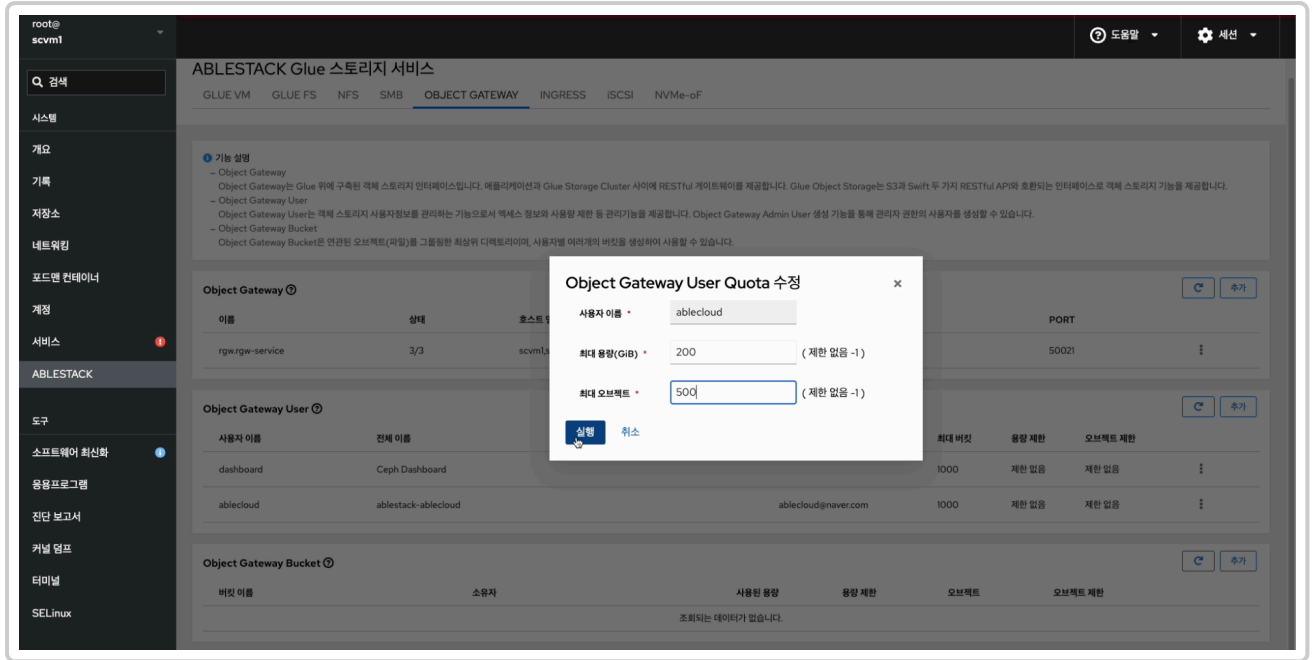 root@
scvm1
도움말
세션
검색
시스템
개요
기록
저장소
네트워킹
포드맨 컨테이너
계정
서비스
ABLESTACK
도구
소프트웨어 최신화
응용프로그램
진단 보고서
커널 덤프
터미널
SELinux
ABLESTACK Glue 스토리지 서비스
GLUE VM GLUE FS NFS SMB OBJECT GATEWAY INGRESS iSCSI NVMe-oF
기능 설명
– Object Gateway
Object Gateway는 Glue 위에 구축된 객체 스토리지 인터페이스입니다. 애플리케이션과 Glue Storage Cluster 사이에 RESTful 게이트웨이를 제공합니다. Glue Object Storage는 S3과 Swift 두 가지 RESTful API와 호환되는 인터페이스로 객체 스토리지 기능을 제공합니다.
– Object Gateway User
Object Gateway User는 객체 스토리지 사용자정보를 관리하는 기능으로서 엑세스 정보와 사용량 제한 등 관리기능을 제공합니다. Object Gateway Admin User 생성 기능을 통해 관리자 권한의 사용자를 생성할 수 있습니다.
– Object Gateway Bucket
Object Gateway Bucket은 연관된 오브젝트(파일)를 그룹핑한 최상위 디렉토리이며, 사용자별 여러개의 버킷을 생성하여 사용할 수 있습니다.
Object Gateway
추가
이름 상태 호스트 PORT
rgw.rgw-service 3/3 scvm1,s 50021
Object Gateway User Quota 수정 ×
사용자 이름 * ablecloud
최대 용량(GiB) * 200 ( 제한 없음 -1 )
최대 오브젝트 * 500 ( 제한 없음 -1 )
실행 취소
Object Gateway User
추가
사용자 이름 전체 이름 최대 버킷 용량 제한 오브젝트 제한
dashboard Ceph Dashboard 1000 제한 없음 제한 없음
ablecloud ablestack-ablecloud ablecloud@naver.com 1000 제한 없음 제한 없음
Object Gateway Bucket
추가
버킷 이름 소유자 사용된 용량 용량 제한 오브젝트 오브젝트 제한
조회되는 데이터가 없습니다.